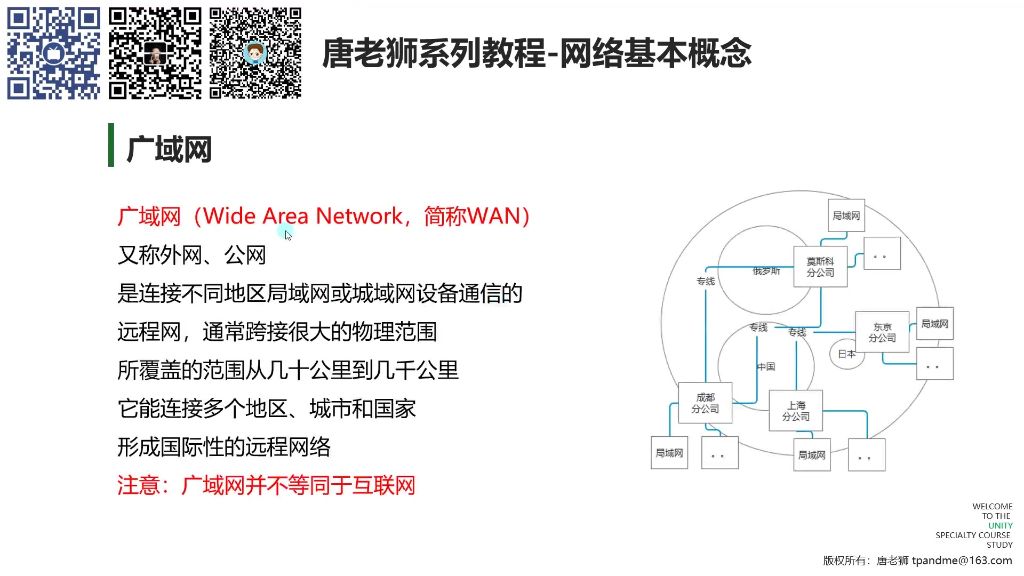 唐老狮系列教程-网络基本概念
广域网
广域网（Wide Area Network，简称WAN）
又称外网、公网
是连接不同地区局域网或城域网设备通信的
远程网，通常跨接很大的物理范围
所覆盖的范围从几十公里到几千公里
它能连接多个地区、城市和国家
形成国际性的远程网络
注意：广域网并不等同于互联网
局域网
莫斯科
分公司
。。
俄罗斯
专线
专线
专线
东京
分公司
局域网
日本
。。
中国
成都
分公司
上海
分公司
局域网
。。
局域网
。。
WELCOME
TO THE
UNITY
SPECIALTY COURSE
STUDY
版权所有：唐老狮 tpandme@163.com